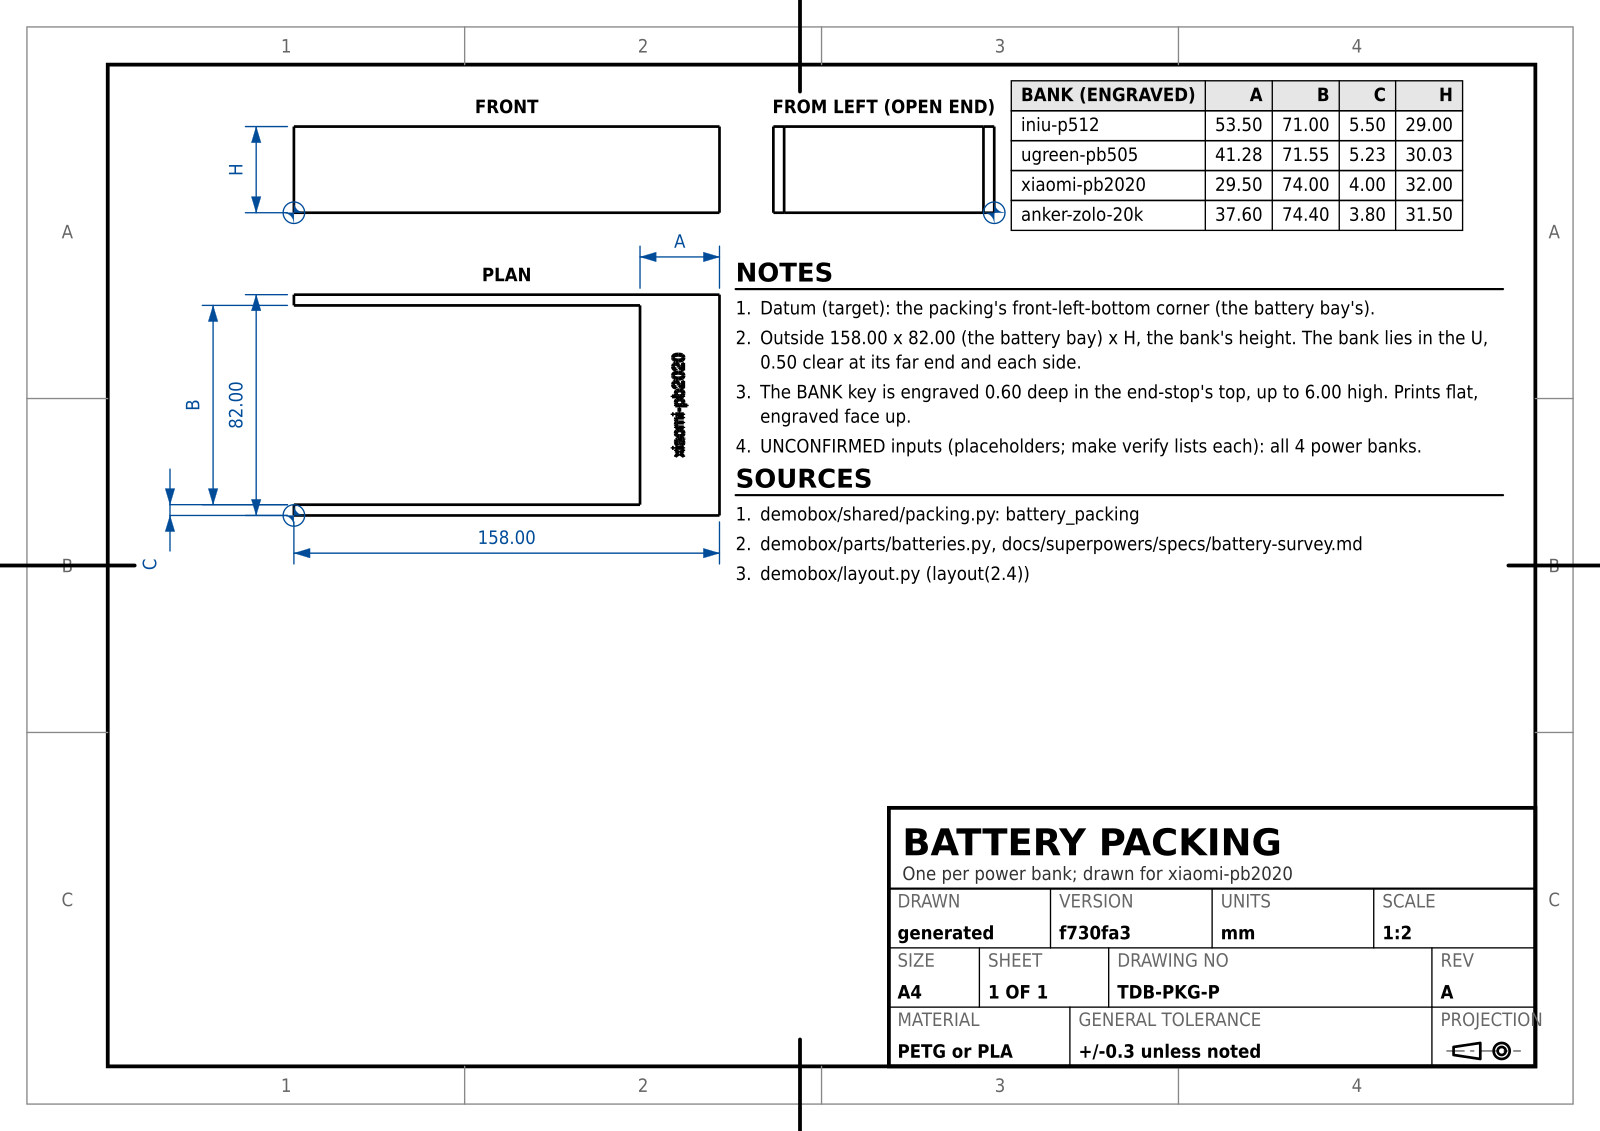 1 2 3 4
FRONT
FROM LEFT (OPEN END)
BANK (ENGRAVED) A B C H
iniu-p512 53.50 71.00 5.50 29.00
ugreen-pb505 41.28 71.55 5.23 30.03
xiaomi-pb2020 29.50 74.00 4.00 32.00
anker-zolo-20k 37.60 74.40 3.80 31.50
H
A A
A
PLAN
B
82.00
xiaomi-pb2020
C
158.00
B B
NOTES
1. Datum (target): the packing's front-left-bottom corner (the battery bay's).
2. Outside 158.00 x 82.00 (the battery bay) x H, the bank's height. The bank lies in the U,
0.50 clear at its far end and each side.
3. The BANK key is engraved 0.60 deep in the end-stop's top, up to 6.00 high. Prints flat,
engraved face up.
4. UNCONFIRMED inputs (placeholders; make verify lists each): all 4 power banks.
SOURCES
1. demobox/shared/packing.py: battery_packing
2. demobox/parts/batteries.py, docs/superpowers/specs/battery-survey.md
3. demobox/layout.py (layout(2.4))
BATTERY PACKING
One per power bank; drawn for xiaomi-pb2020
C C
DRAWN VERSION UNITS SCALE
generated f730fa3 mm 1:2
SIZE SHEET DRAWING NO REV
A4 1 OF 1 TDB-PKG-P A
MATERIAL GENERAL TOLERANCE PROJECTION
PETG or PLA +/-0.3 unless noted
1 2 3 4